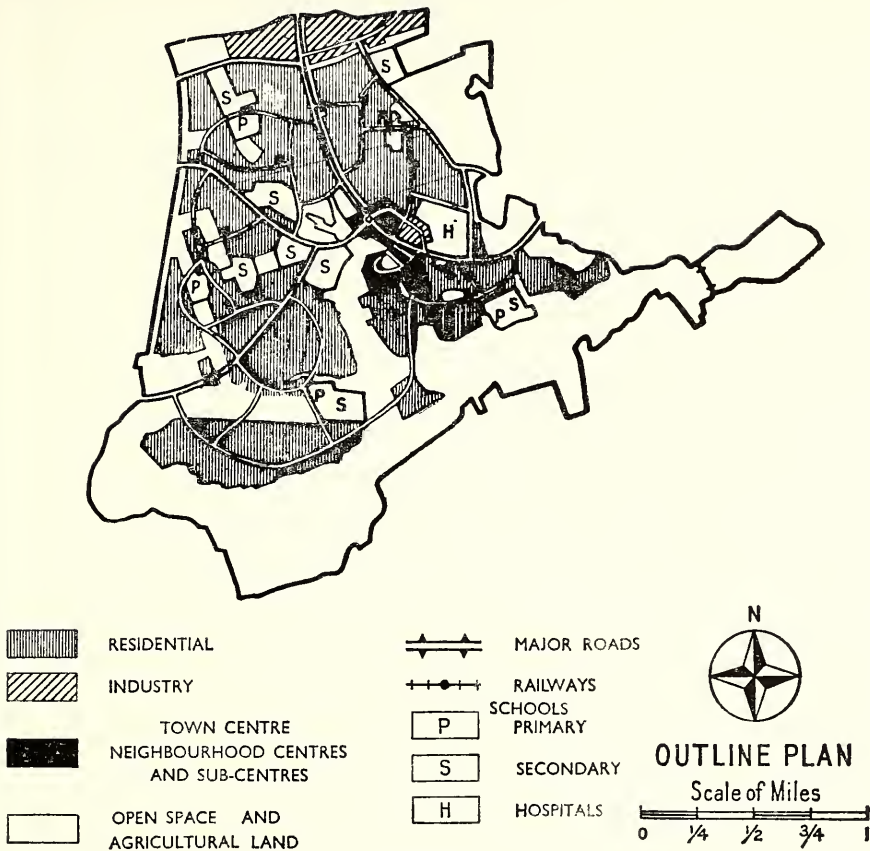 S
S
P
S
H
S
S
S
P
P S
P S
RESIDENTIAL
INDUSTRY
TOWN CENTRE
NEIGHBOURHOOD CENTRES
AND SUB-CENTRES
OPEN SPACE AND
AGRICULTURAL LAND
MAJOR ROADS
RAILWAYS
SCHOOLS
P PRIMARY
S SECONDARY
H HOSPITALS
N
OUTLINE PLAN
Scale of Miles
0 1/4 1/2 3/4 1